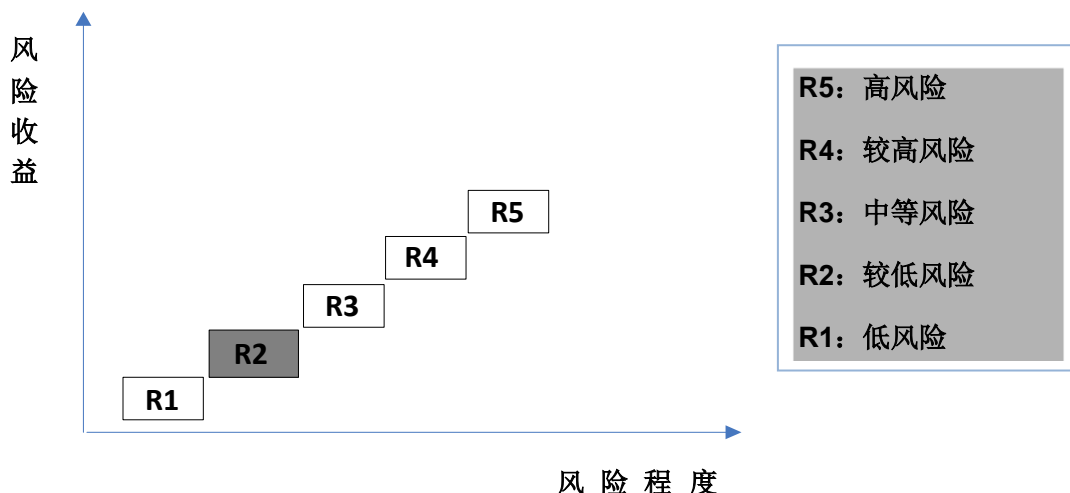 风
险
收
益
R5
R4
R3
R2
R1
风 险 程 度
R5：高风险
R4：较高风险
R3：中等风险
R2：较低风险
R1：低风险